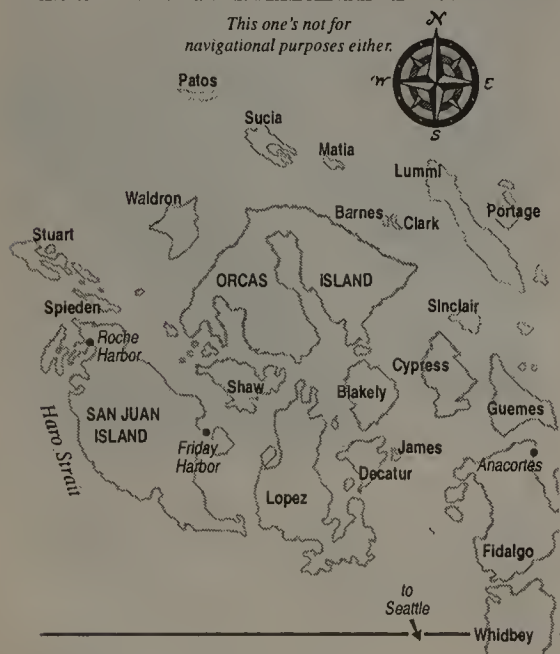 This one's not for
navigational purposes either.
N
W
E
S
Patos
Sucia
Matia
Lummi
Portage
Waldron
Barnes
Clark
Stuart
ORCAS
ISLAND
Sinclair
Spieden
Roche
Harbor
Cypress
Shaw
Blakely
Guemes
SAN JUAN
ISLAND
Haro Strait
Friday
Harbor
James
Anacortes
Decatur
Lopez
Fidalgo
to
Seattle
Whidbey